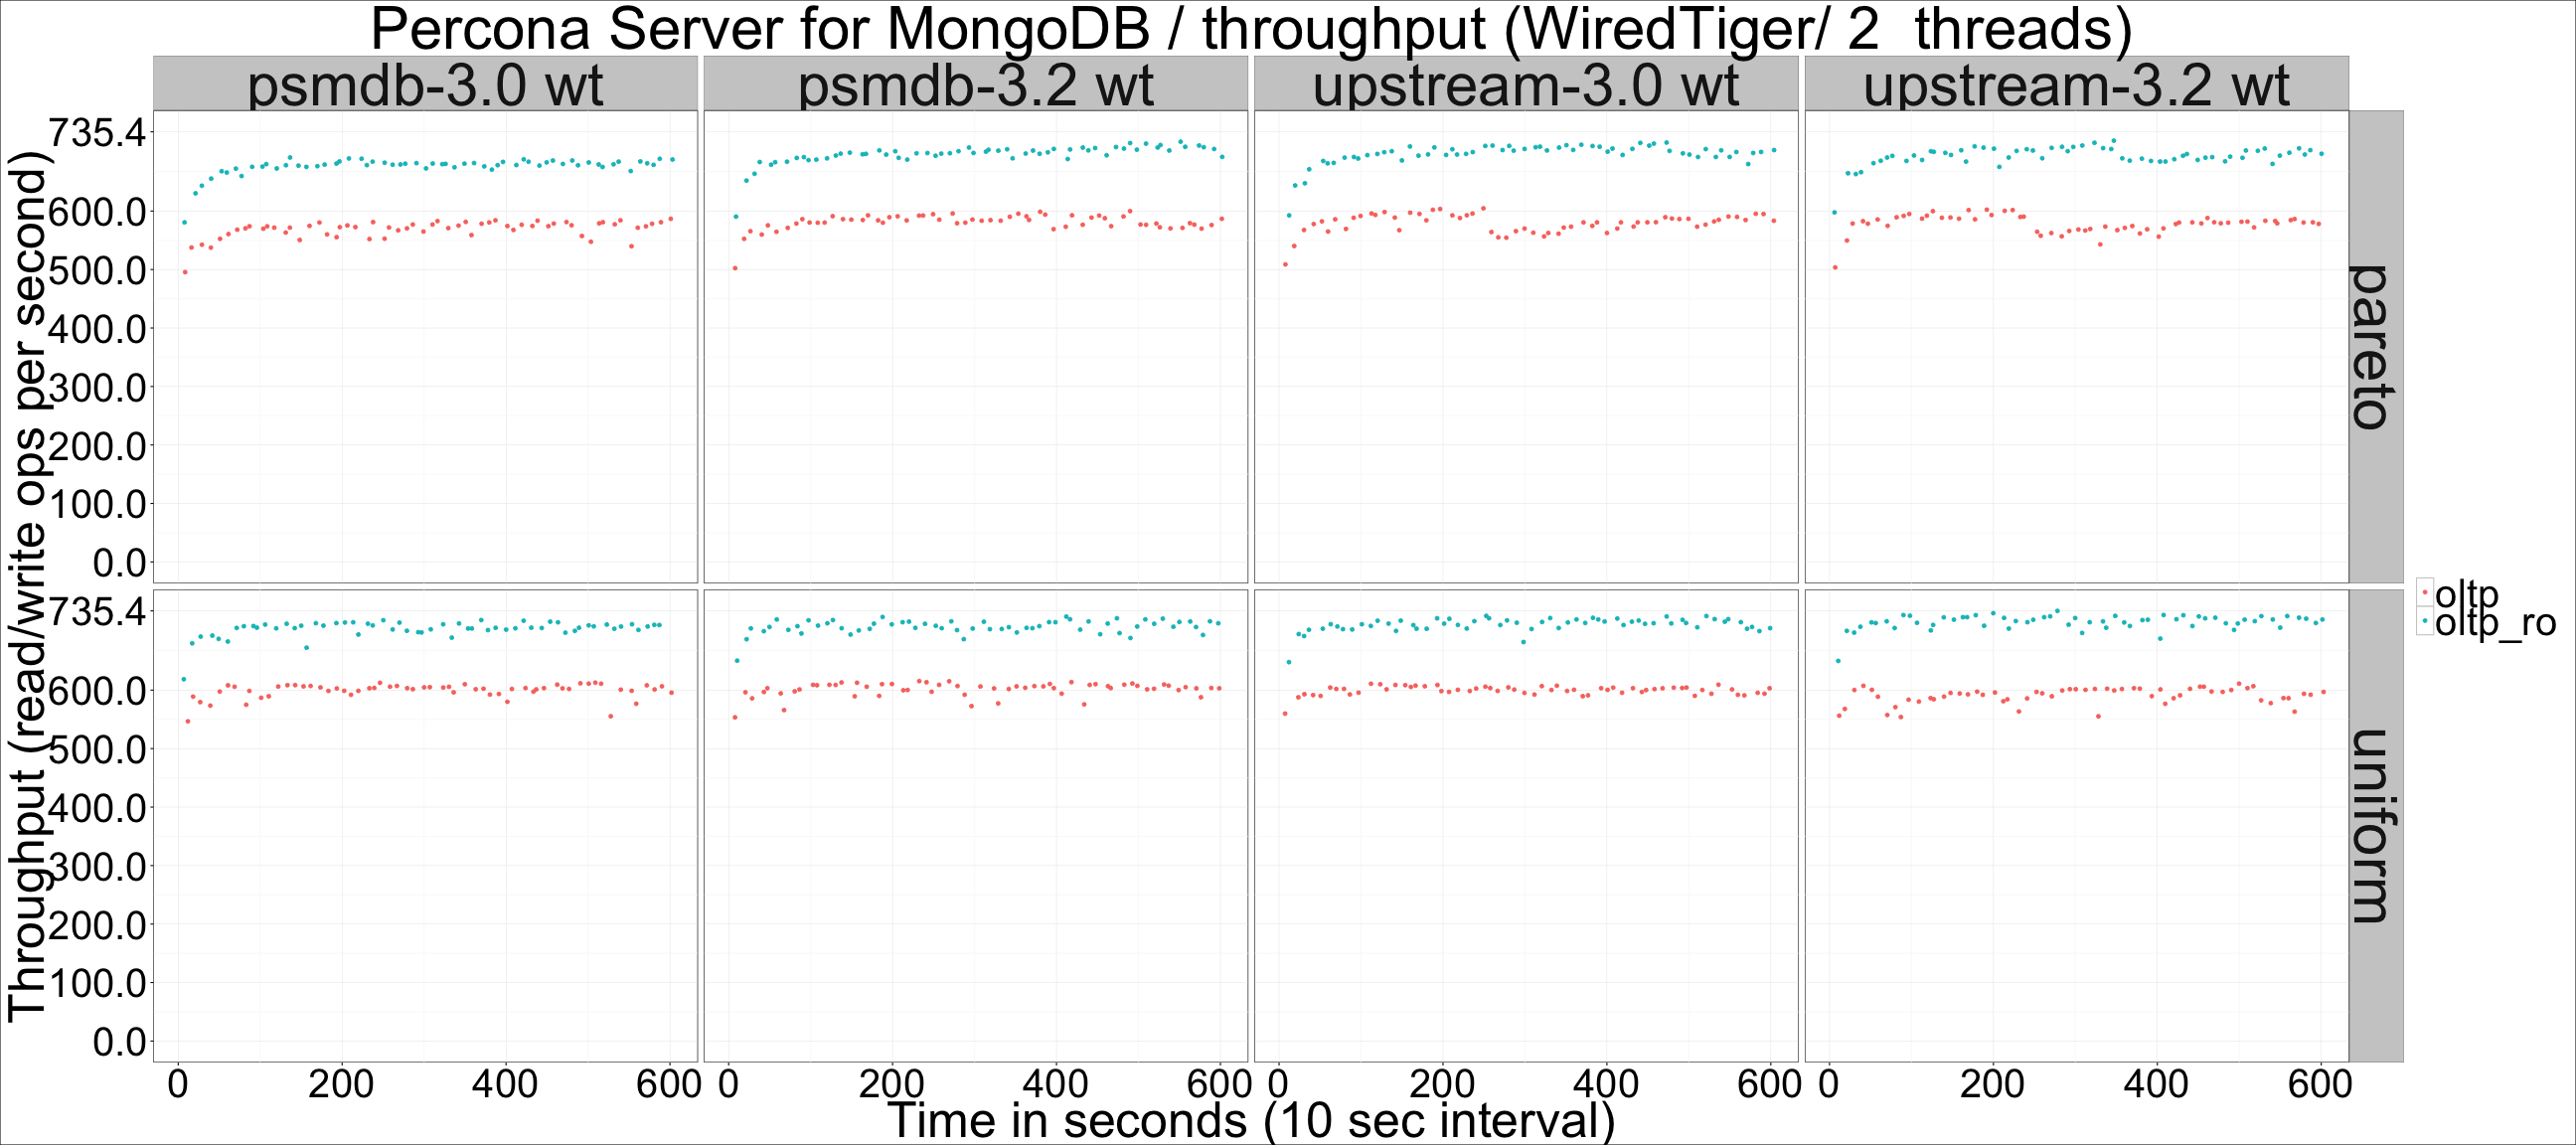 Percona Server for MongoDB / throughput (WiredTiger/ 2  threads)
psmdb-3.0 wt
psmdb-3.2 wt
upstream-3.0 wt
upstream-3.2 wt
Throughput (read/write ops per second)
735.4
600.0
500.0
400.0
300.0
200.0
100.0
0.0
pareto
735.4
600.0
500.0
400.0
300.0
200.0
100.0
0.0
uniform
oltp
oltp_ro
0 200 400 600
0 200 400 600
0 200 400 600
0 200 400 600
Time in seconds (10 sec interval)